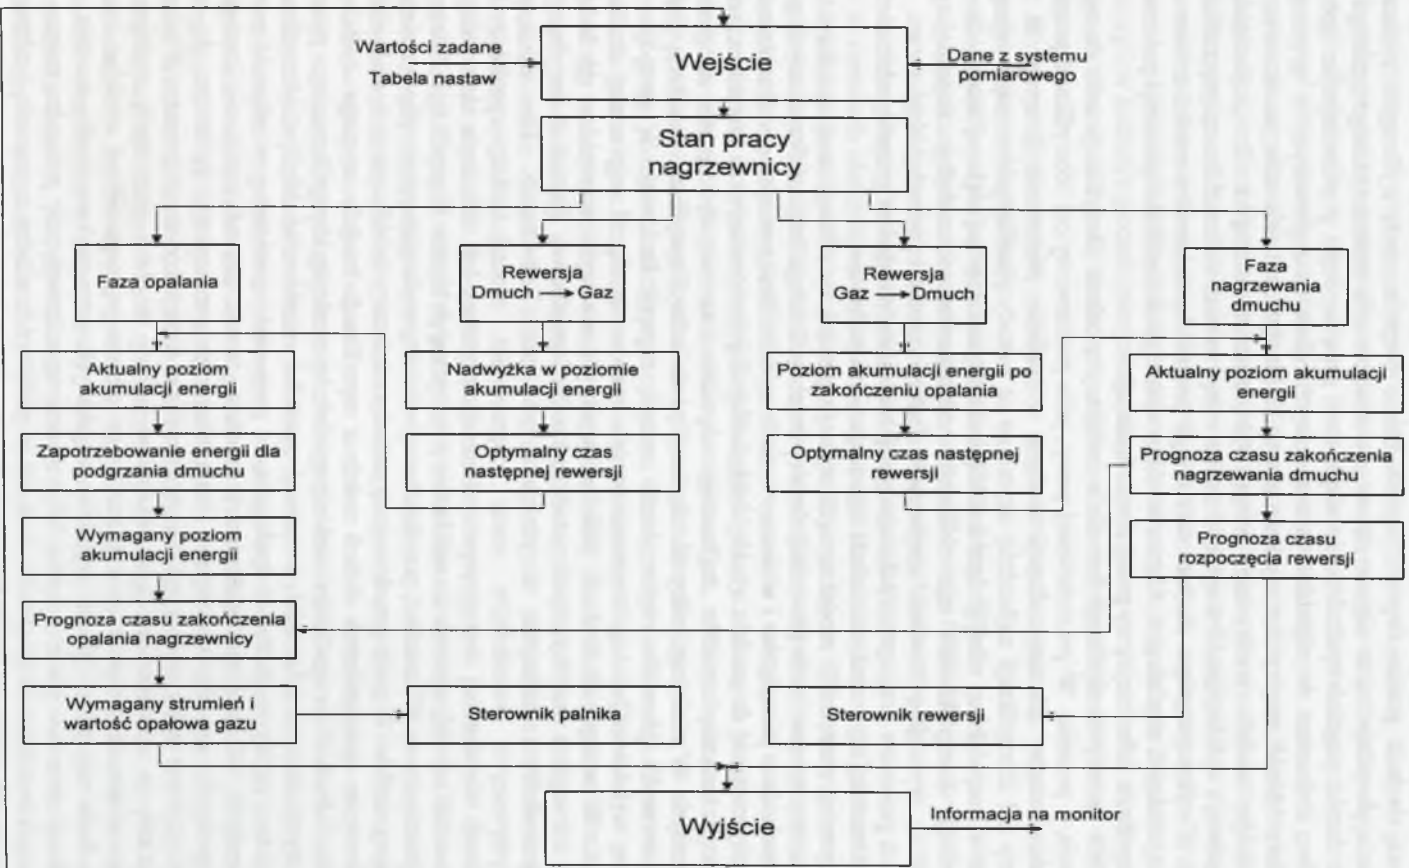 Wartości zadane
Tabela nastaw
Wejście
Dane z systemu
pomiarowego
Stan pracy
nagrzewnicy
Faza opalania
Rewersja
Dmuch → Gaz
Rewersja
Gaz → Dmuch
Faza
nagrzewania
dmuchu
Aktualny poziom
akumulacji energii
Nadwyżka w poziomie
akumulacji energii
Poziom akumulacji energii po
zakończeniu opalania
Aktualny poziom akumulacji
energii
Zapotrzebowanie energii dla
podgrzania dmuchu
Optymalny czas
następnej rewersji
Optymalny czas następnej
rewersji
Prognoza czasu zakończenia
nagrzewania dmuchu
Wymagany poziom
akumulacji energii
Prognoza czasu
rozpoczęcia rewersji
Prognoza czasu zakończenia
opalania nagrzewnicy
Wymagany strumień i
wartość opałowa gazu
Sterownik palnika
Sterownik rewersji
Wyjście
Informacja na monitor